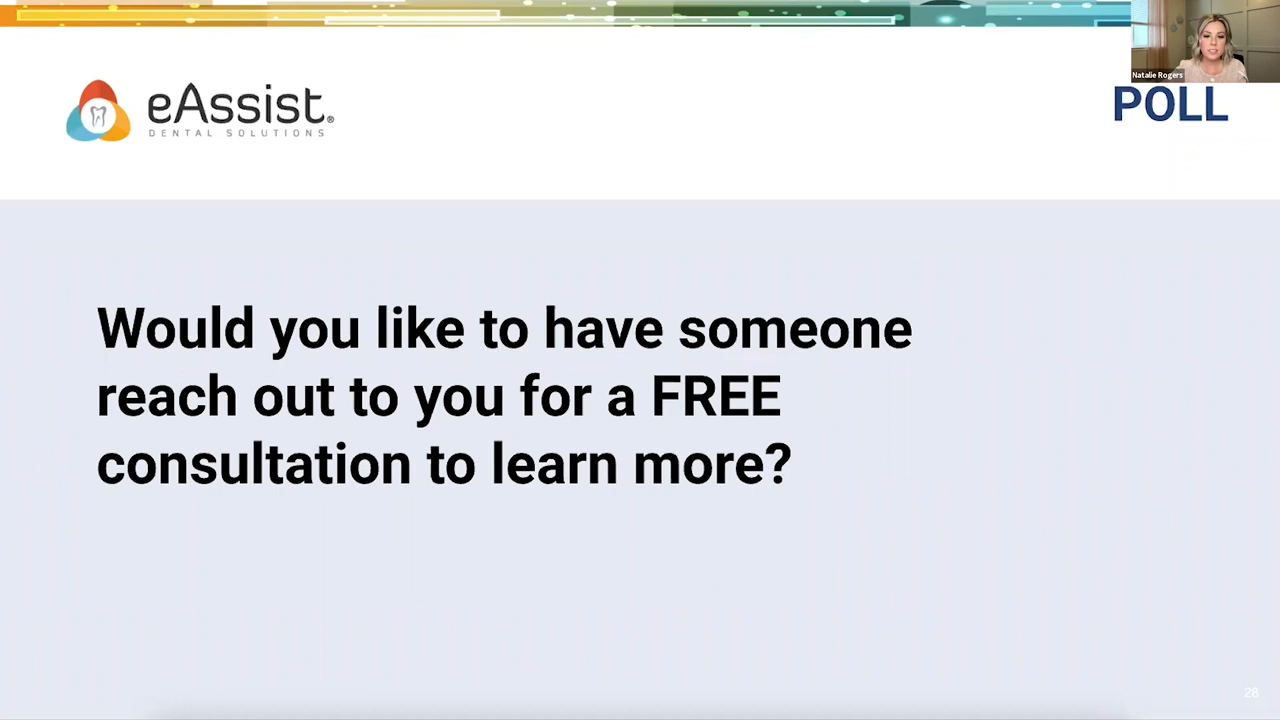 eAssist®
DENTAL SOLUTIONS
Natalie Rogers
POLL
Would you like to have someone
reach out to you for a FREE
consultation to learn more?
28